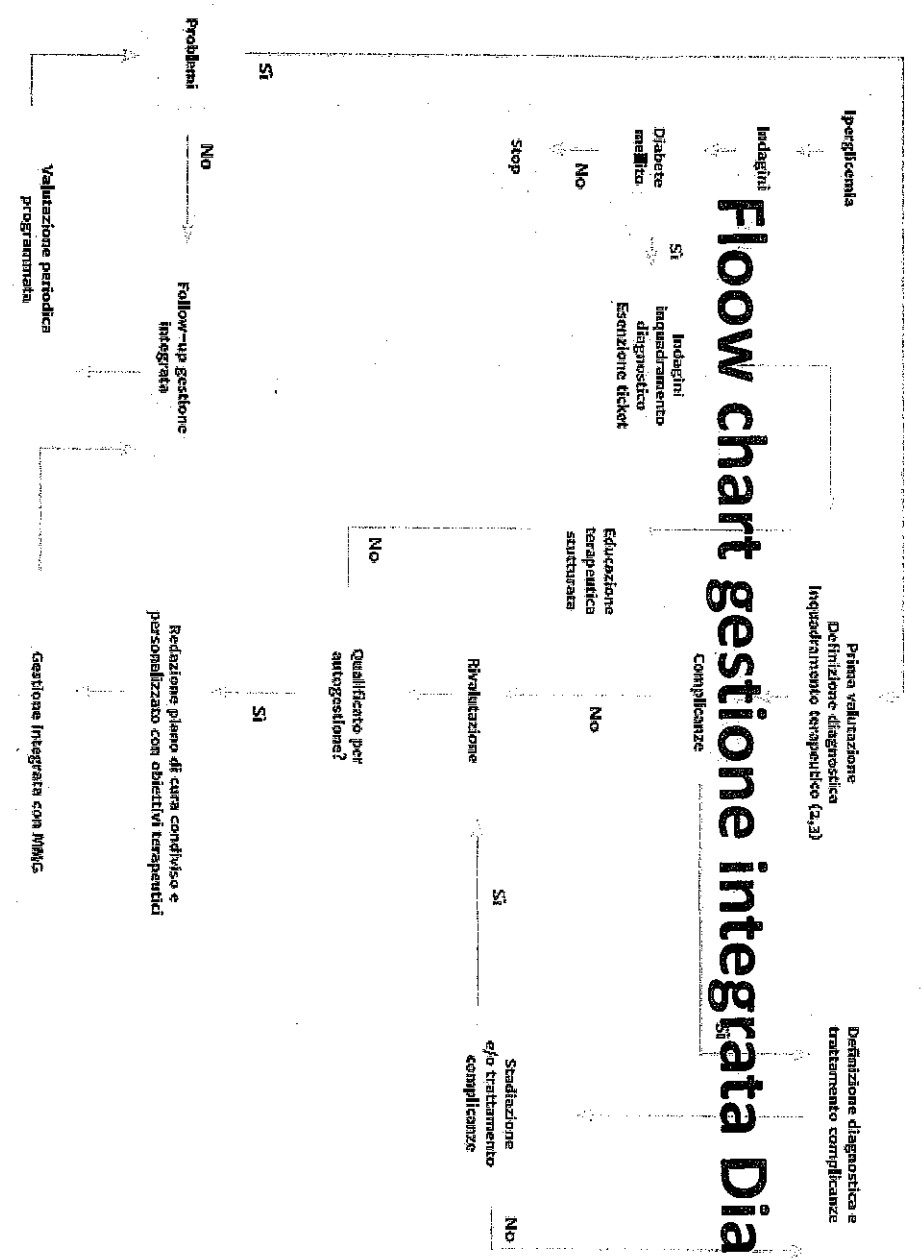 Floow chart gestione integrata Dia
Iperglicemia
Indagini
Diabete
mellito
No
Stop
Sì
Indagini
inquadramento
diagnostico
Esenzione ticket
Prima valutazione
Definizione diagnostica
Inquadramento terapeutico (2,3)
Complicanze
Sì
Definizione diagnostica e
trattamento complicanze
Educazione
terapeutica
stutturata
No
Rivalutazione
Sì
Stadiazione
e/o trattamento
complicanze
No
No
Qualificato per
autogestione?
Sì
Redazione piano di cura condiviso e
personalizzato con obiettivi terapeutici
Gestione integrata con MMG
Problemi
Sì
No
Follow-up gestione
integrata
Valutazione periodica
programmata